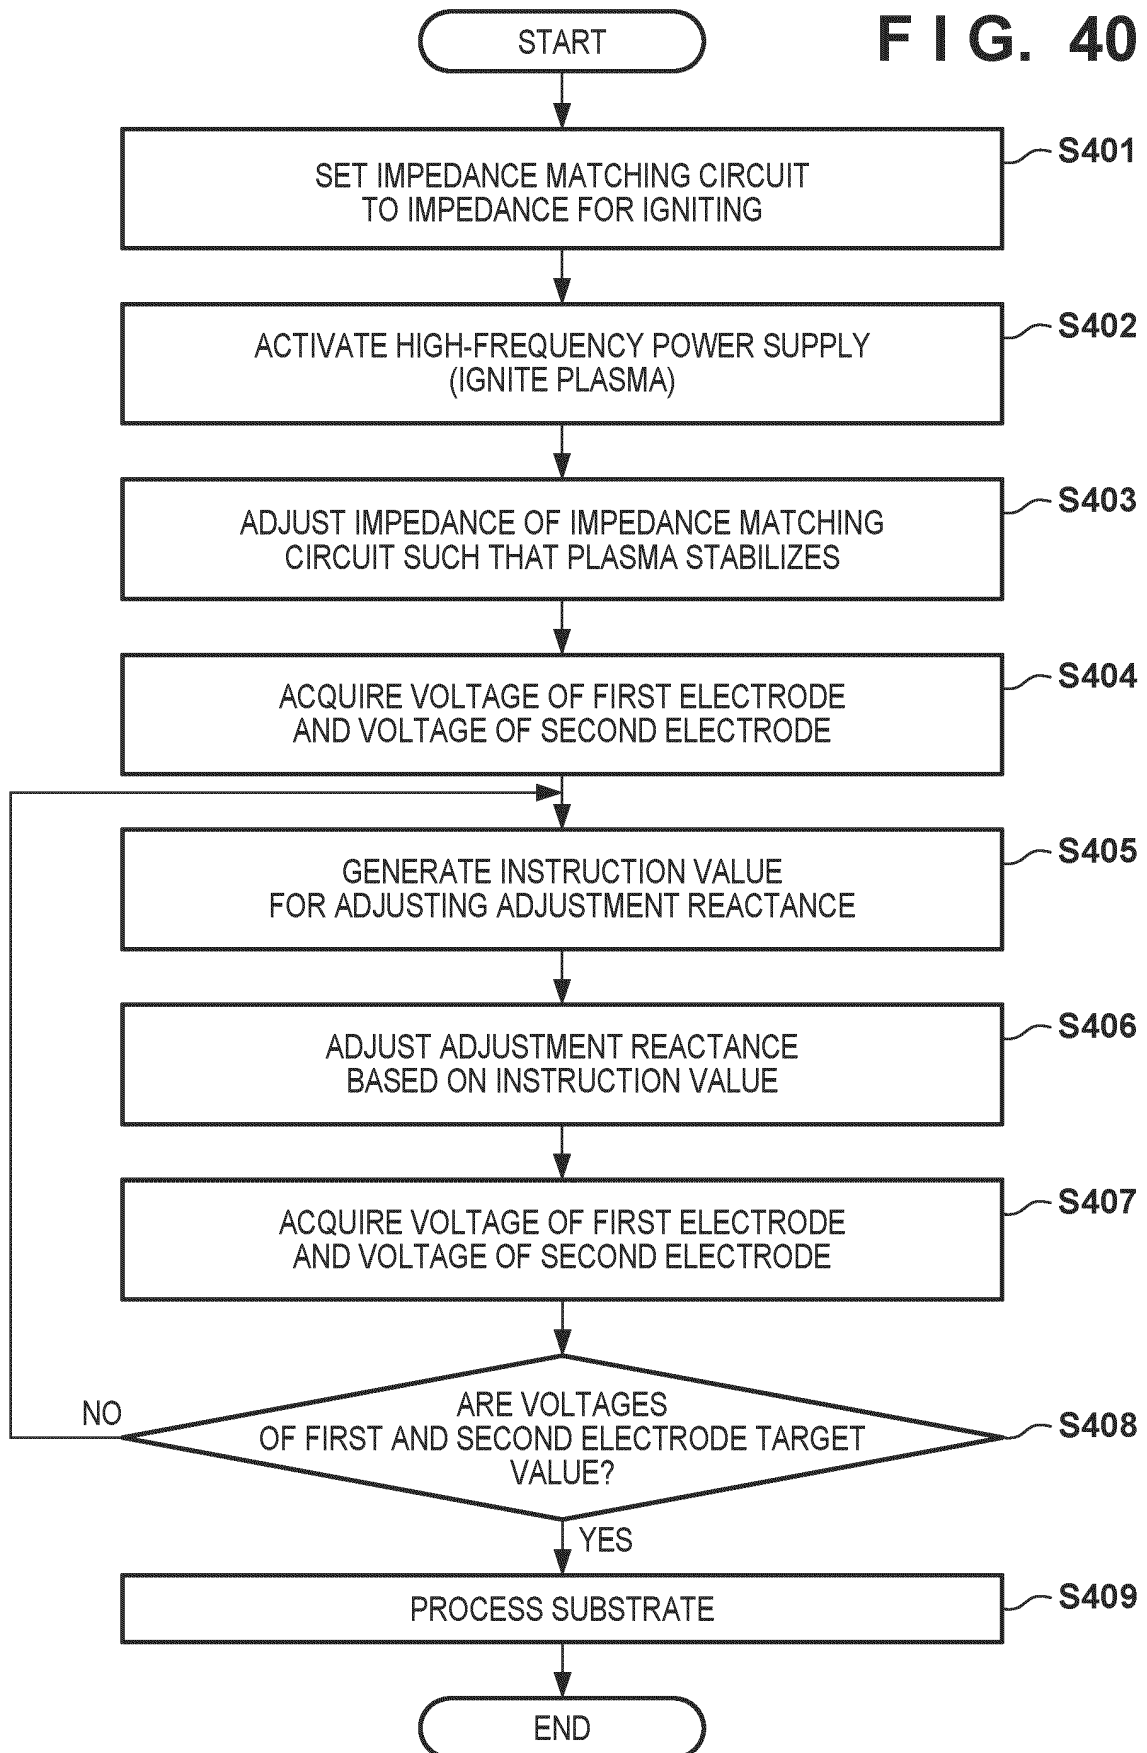 FIG. 40
START
SET IMPEDANCE MATCHING CIRCUIT
TO IMPEDANCE FOR IGNITING
S401
ACTIVATE HIGH-FREQUENCY POWER SUPPLY
(IGNITE PLASMA)
S402
ADJUST IMPEDANCE OF IMPEDANCE MATCHING
CIRCUIT SUCH THAT PLASMA STABILIZES
S403
ACQUIRE VOLTAGE OF FIRST ELECTRODE
AND VOLTAGE OF SECOND ELECTRODE
S404
GENERATE INSTRUCTION VALUE
FOR ADJUSTING ADJUSTMENT REACTANCE
S405
ADJUST ADJUSTMENT REACTANCE
BASED ON INSTRUCTION VALUE
S406
ACQUIRE VOLTAGE OF FIRST ELECTRODE
AND VOLTAGE OF SECOND ELECTRODE
S407
ARE VOLTAGES
OF FIRST AND SECOND ELECTRODE TARGET
VALUE?
S408
NO
YES
PROCESS SUBSTRATE
S409
END